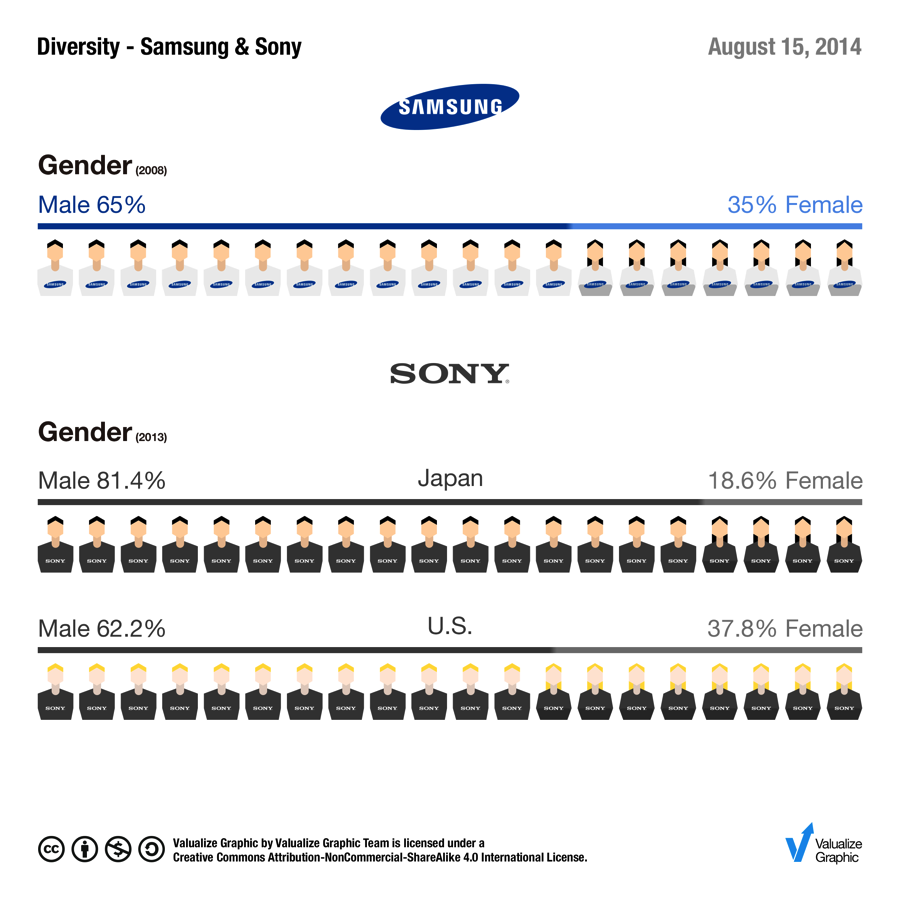 Diversity - Samsung & Sony
August 15, 2014
SAMSUNG
Gender (2008)
Male 65%
35% Female
SAMSUNG SAMSUNG SAMSUNG SAMSUNG SAMSUNG SAMSUNG SAMSUNG SAMSUNG SAMSUNG SAMSUNG SAMSUNG SAMSUNG SAMSUNG SAMSUNG SAMSUNG SAMSUNG SAMSUNG SAMSUNG SAMSUNG SAMSUNG
SONY®
Gender (2013)
Male 81.4%
Japan
18.6% Female
SONY SONY SONY SONY SONY SONY SONY SONY SONY SONY SONY SONY SONY SONY SONY SONY SONY SONY SONY SONY
Male 62.2%
U.S.
37.8% Female
SONY SONY SONY SONY SONY SONY SONY SONY SONY SONY SONY SONY SONY SONY SONY SONY SONY SONY SONY SONY
cc
Valualize Graphic by Valualize Graphic Team is licensed under a
Creative Commons Attribution-NonCommercial-ShareAlike 4.0 International License.
Valualize
Graphic